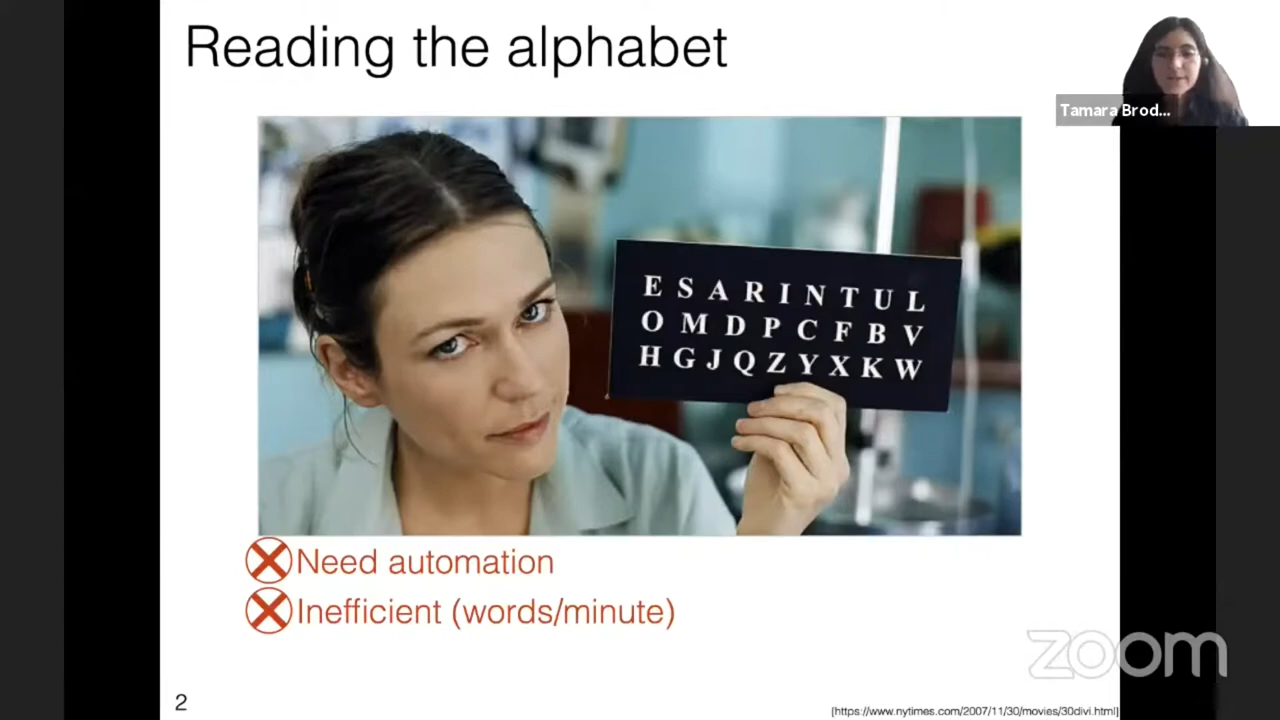 Reading the alphabet
Tamara Brod...
E S A R I N T U L
O M D P C F B V
H G J Q Z Y X K W
Need automation
Inefficient (words/minute)
zoom
2
[https://www.nytimes.com/2007/11/30/movies/30divi.html]